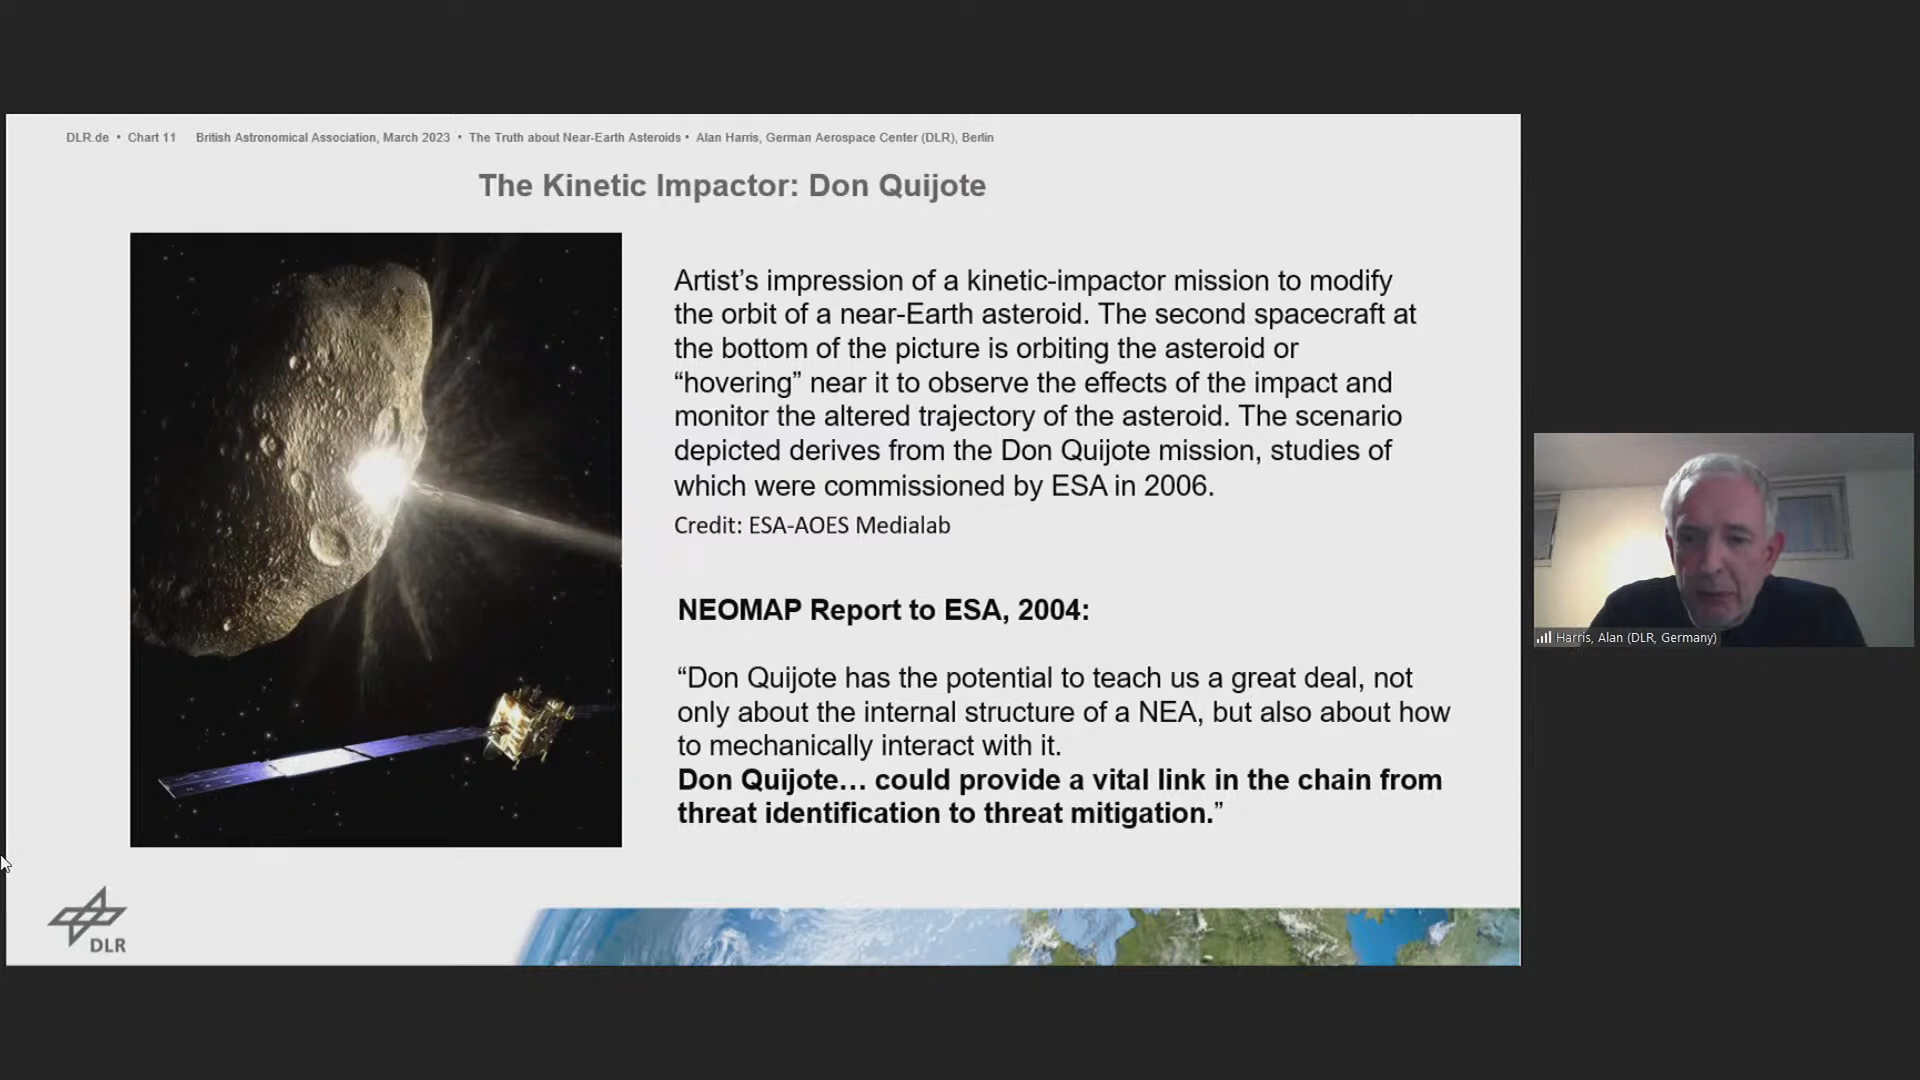 DLR.de • Chart 11 British Astronomical Association, March 2023 • The Truth about Near-Earth Asteroids • Alan Harris, German Aerospace Center (DLR), Berlin
The Kinetic Impactor: Don Quijote
Artist’s impression of a kinetic-impactor mission to modify
the orbit of a near-Earth asteroid. The second spacecraft at
the bottom of the picture is orbiting the asteroid or
“hovering” near it to observe the effects of the impact and
monitor the altered trajectory of the asteroid. The scenario
depicted derives from the Don Quijote mission, studies of
which were commissioned by ESA in 2006.
Credit: ESA-AOES Medialab
NEOMAP Report to ESA, 2004:
“Don Quijote has the potential to teach us a great deal, not
only about the internal structure of a NEA, but also about how
to mechanically interact with it.
Don Quijote… could provide a vital link in the chain from
threat identification to threat mitigation.”
Harris, Alan (DLR, Germany)
DLR